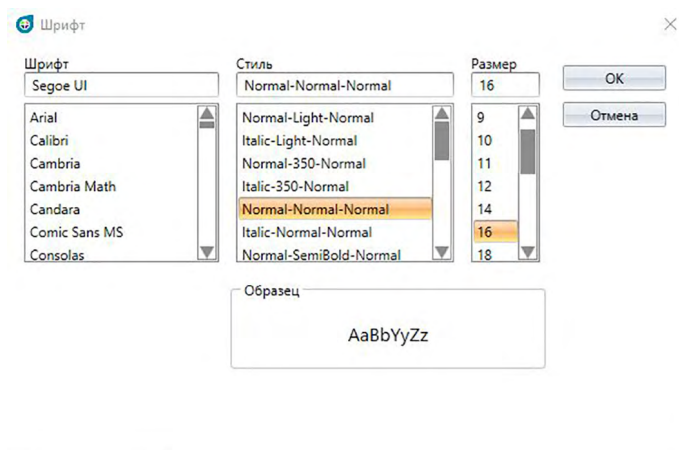 Шрифт
Шрифт
Segoe UI
Arial
Calibri
Cambria
Cambria Math
Candara
Comic Sans MS
Consolas
Стиль
Normal-Normal-Normal
Normal-Light-Normal
Italic-Light-Normal
Normal-350-Normal
Italic-350-Normal
Normal-Normal-Normal
Italic-Normal-Normal
Normal-SemiBold-Normal
Размер
16
9
10
11
12
14
16
18
OK
Отмена
Образец
AaBbYyZz